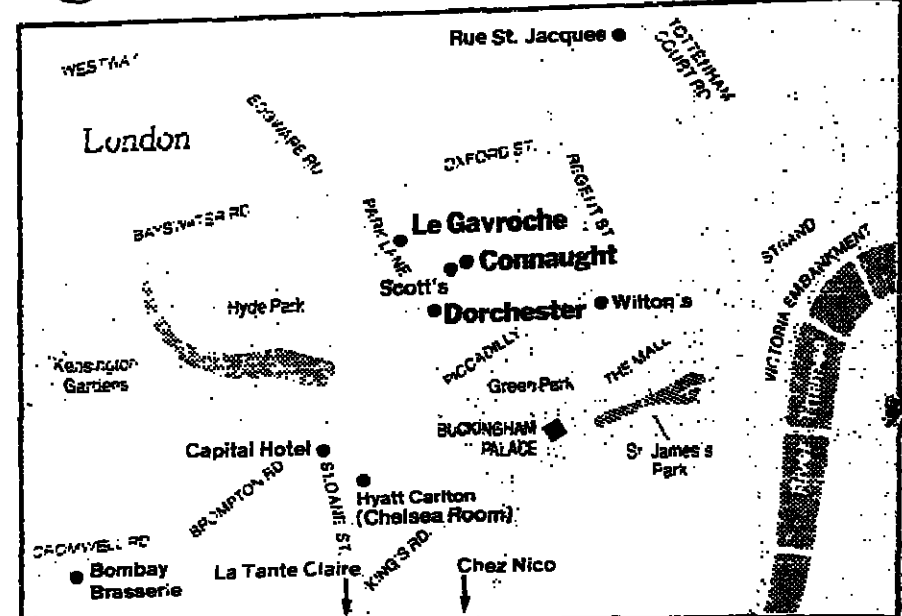 Rue St. Jacques
TOTTENHAM
COURT RD
WESTWAY
London
EDGWARE RD
OXFORD ST.
REGENT ST
BAYSWATER RD
PARK LANE
Le Gavroche
Connaught
Scott's
STRAND
VICTORIA EMBANKMENT
Hyde Park
Dorchester
Wilton's
PICCADILLY
THE MALL
Kensington
Gardens
Green Park
BUCKINGHAM
PALACE
St James's
Park
Capital Hotel
BROMPTON RD
SLOANE ST.
Hyatt Carlton
(Chelsea Room)
CROMWELL RD
KING'S RD.
Bombay
Brasserie
La Tante Claire
Chez Nico